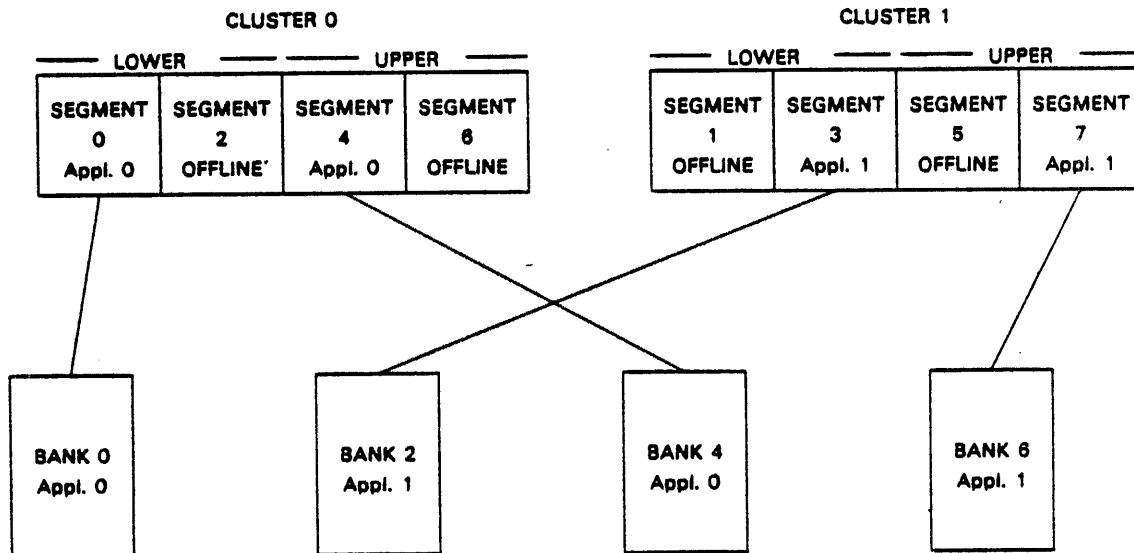 CLUSTER 0
CLUSTER 1
LOWER
UPPER
LOWER
UPPER
SEGMENT
0
Appl. 0
SEGMENT
2
OFFLINE'
SEGMENT
4
Appl. 0
SEGMENT
6
OFFLINE
SEGMENT
1
OFFLINE
SEGMENT
3
Appl. 1
SEGMENT
5
OFFLINE
SEGMENT
7
Appl. 1
BANK 0
Appl. 0
BANK 2
Appl. 1
BANK 4
Appl. 0
BANK 6
Appl. 1